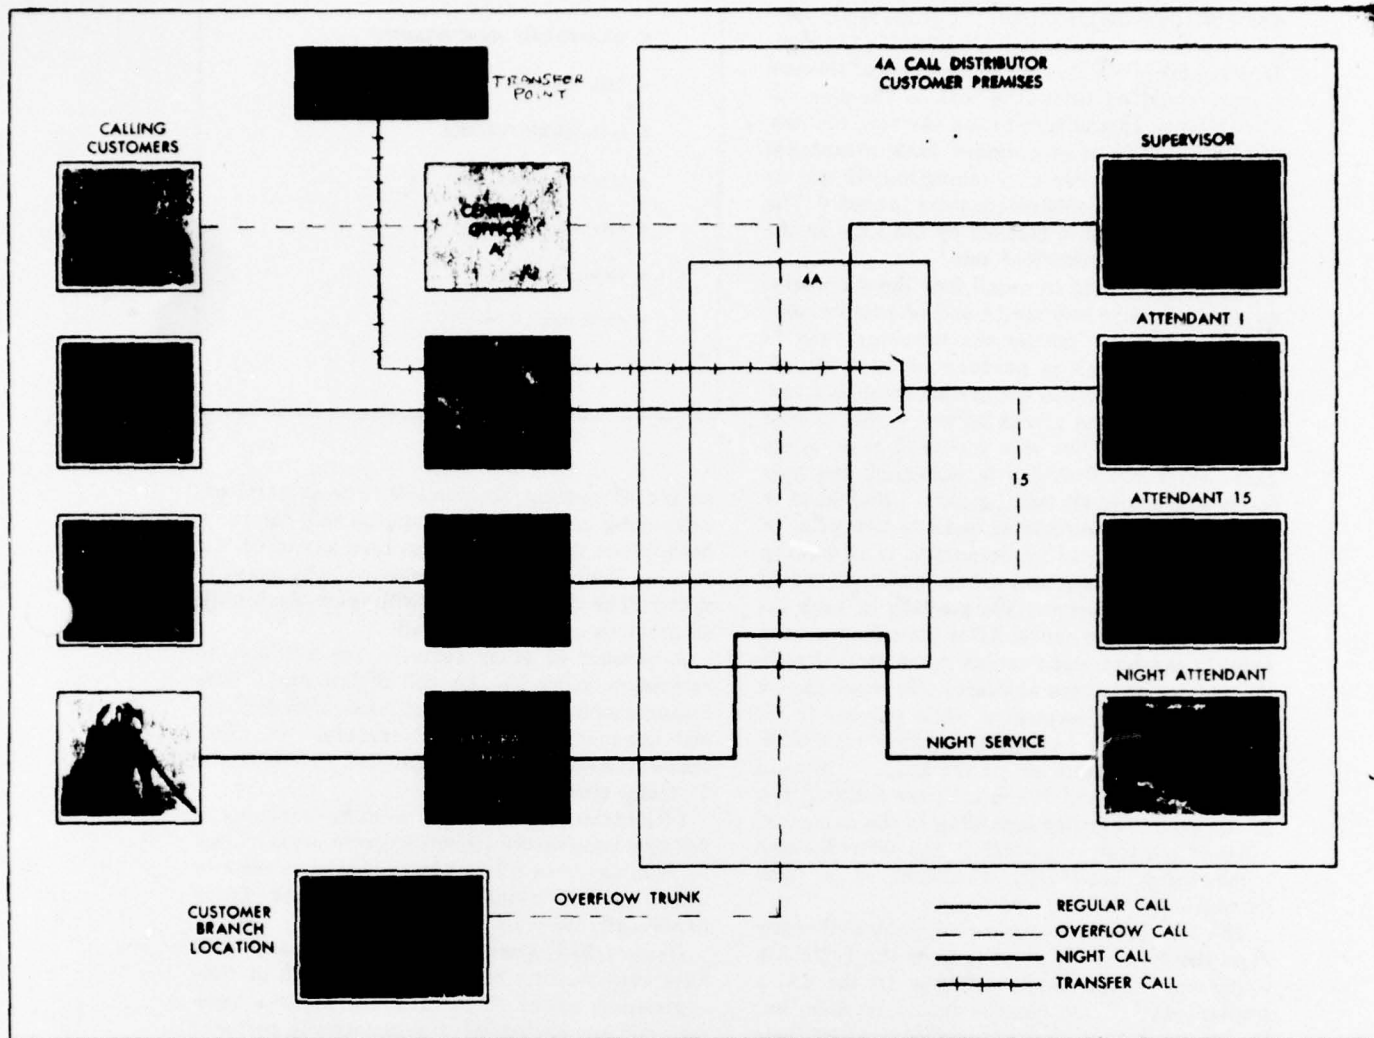 TRANSFER
POINT
4A CALL DISTRIBUTOR
CUSTOMER PREMISES
CALLING
CUSTOMERS
SUPERVISOR
CENTRAL
OFFICE
A
4A
ATTENDANT 1
15
ATTENDANT 15
NIGHT ATTENDANT
NIGHT SERVICE
OVERFLOW TRUNK
CUSTOMER
BRANCH
LOCATION
REGULAR CALL
OVERFLOW CALL
NIGHT CALL
TRANSFER CALL